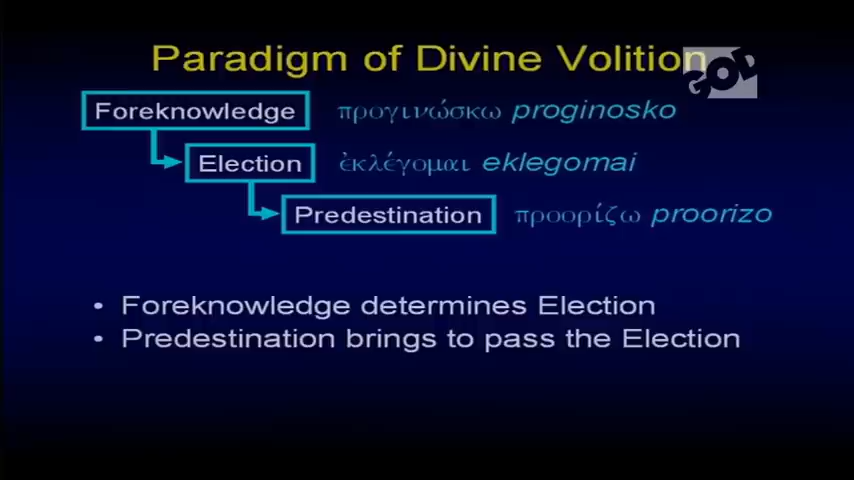 Paradigm of Divine Volition
GOD
Foreknowledge προγινώσκω proginosko
Election ἐκλέγομαι eklegomai
Predestination προορίζω proorizo
• Foreknowledge determines Election
• Predestination brings to pass the Election